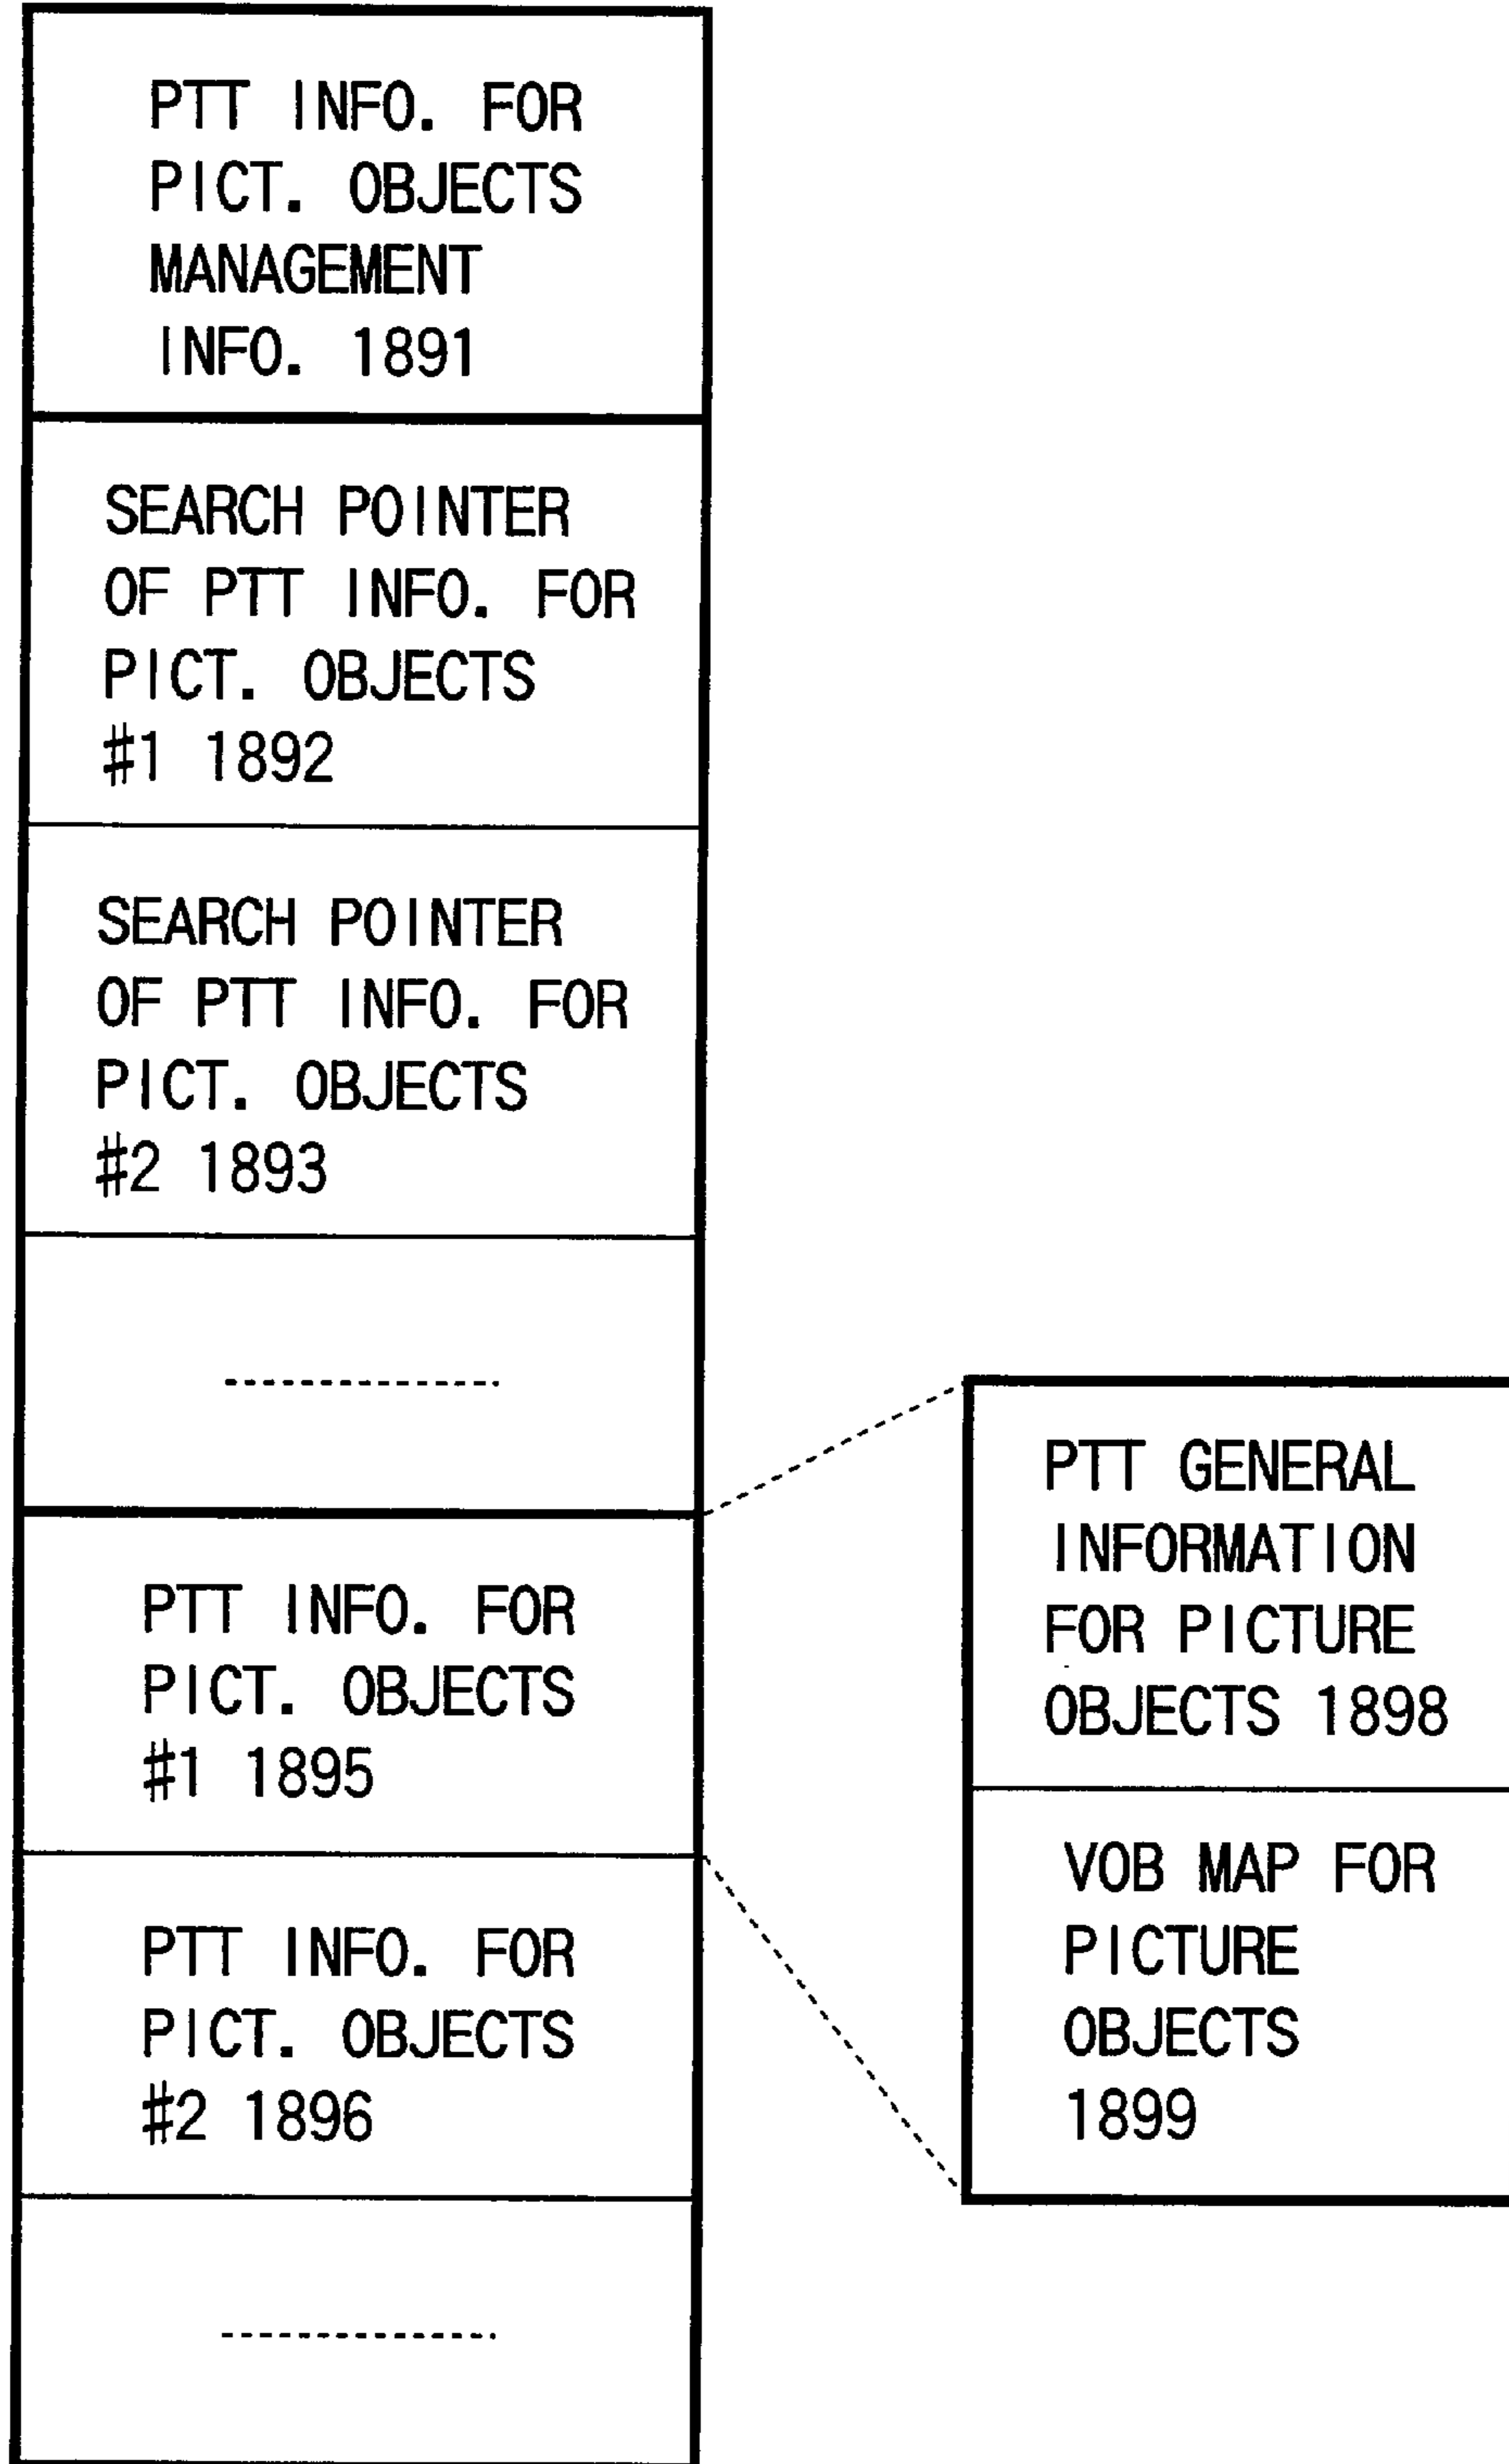 PTT INFO. FOR
PICT. OBJECTS
MANAGEMENT
INFO. 1891
SEARCH POINTER
OF PTT INFO. FOR
PICT. OBJECTS
#1 1892
SEARCH POINTER
OF PTT INFO. FOR
PICT. OBJECTS
#2 1893
PTT INFO. FOR
PICT. OBJECTS
#1 1895
PTT INFO. FOR
PICT. OBJECTS
#2 1896
PTT GENERAL
INFORMATION
FOR PICTURE
OBJECTS 1898
VOB MAP FOR
PICTURE
OBJECTS
1899